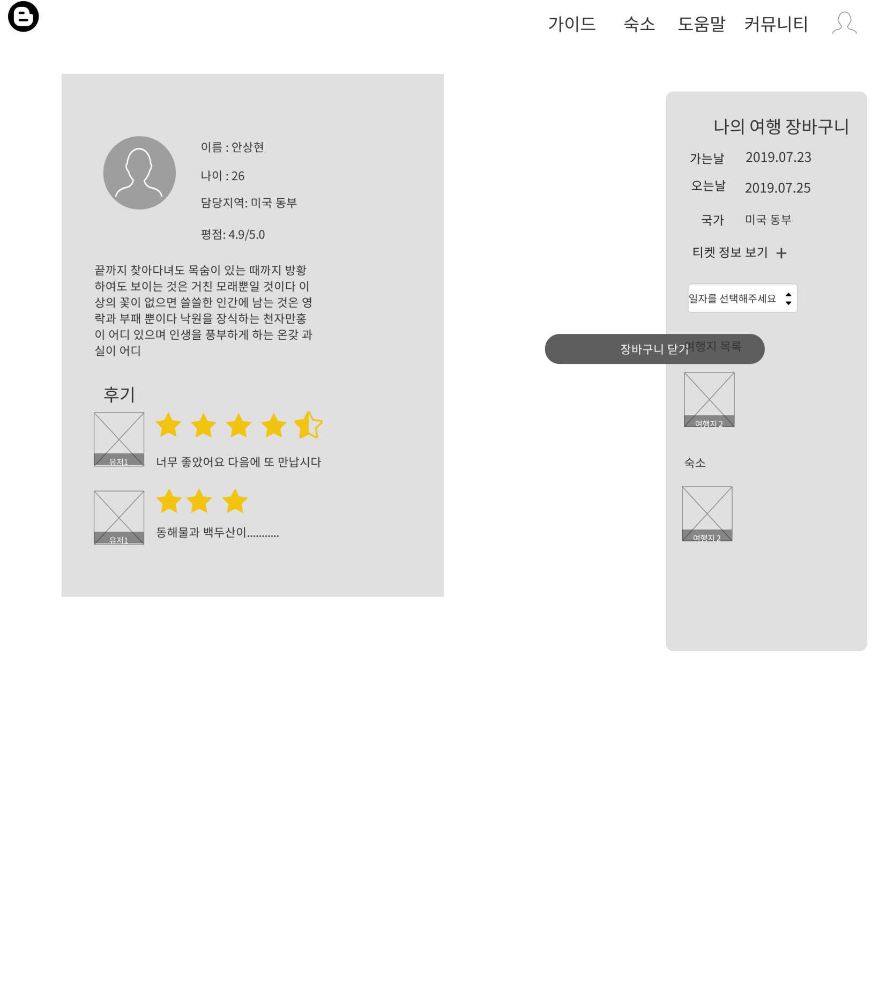 가이드 숙소 도움말 커뮤니티
이름 : 안상현
나이 : 26
담당지역: 미국 동부
평점: 4.9/5.0
끝까지 찾아다녀도 목숨이 있는 때까지 방황
하여도 보이는 것은 거친 모래뿐일 것이다 이
상의 꽃이 없으면 쓸쓸한 인간에 남는 것은 영
락과 부패 뿐이다 낙원을 장식하는 천자만홍
이 어디 있으며 인생을 풍부하게 하는 온갖 과
실이 어디
후기
유저1
너무 좋았어요 다음에 또 만납시다
유저1
동해물과 백두산이...........
나의 여행 장바구니
가는날 2019.07.23
오는날 2019.07.25
국가 미국 동부
티켓 정보 보기 +
일자를 선택해주세요
장바구니 닫기
여행지 목록
여행지 2
숙소
여행지 2